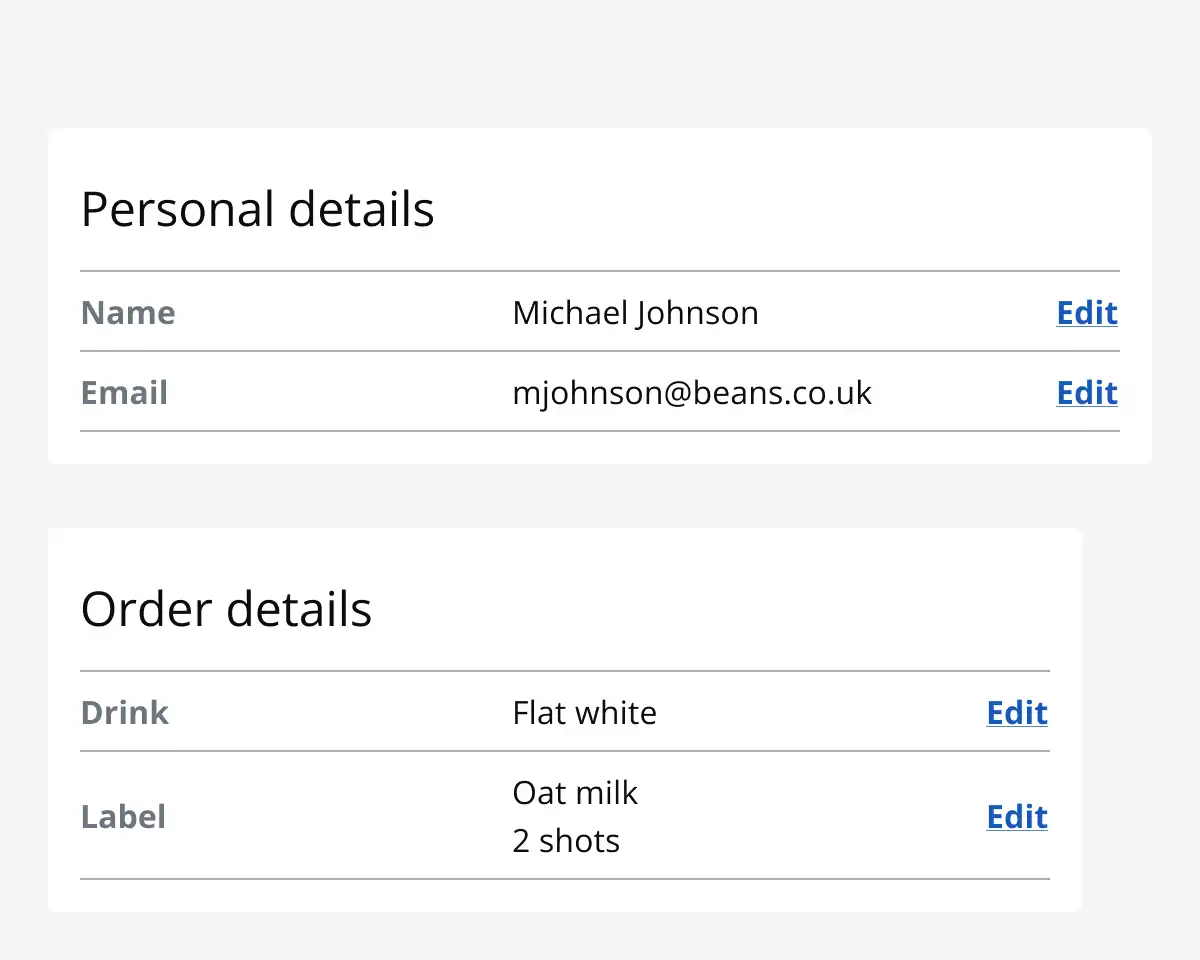 Personal details
Name Michael Johnson Edit
Email mjohnson@beans.co.uk Edit
Order details
Drink Flat white Edit
Label Oat milk Edit
2 shots